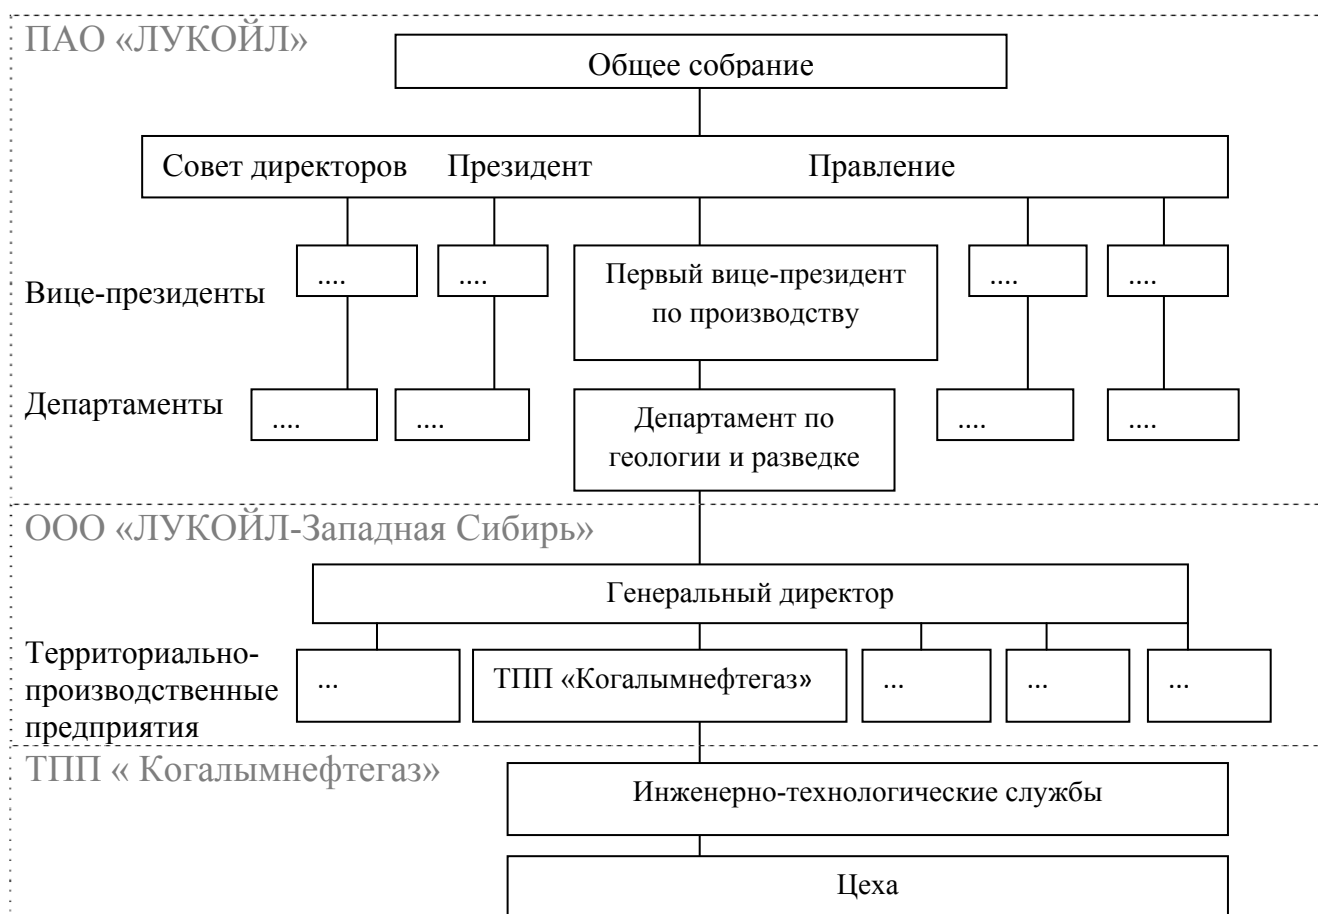 ПАО «ЛУКОЙЛ»
Общее собрание
Совет директоров Президент Правление
Вице-президенты
....
....
Первый вице-президент
по производству
....
....
Департаменты
....
....
Департамент по
геологии и разведке
....
....
ООО «ЛУКОЙЛ-Западная Сибирь»
Генеральный директор
Территориально-
производственные
предприятия
...
ТПП «Когалымнефтегаз»
...
...
...
ТПП « Когалымнефтегаз»
Инженерно-технологические службы
Цеха